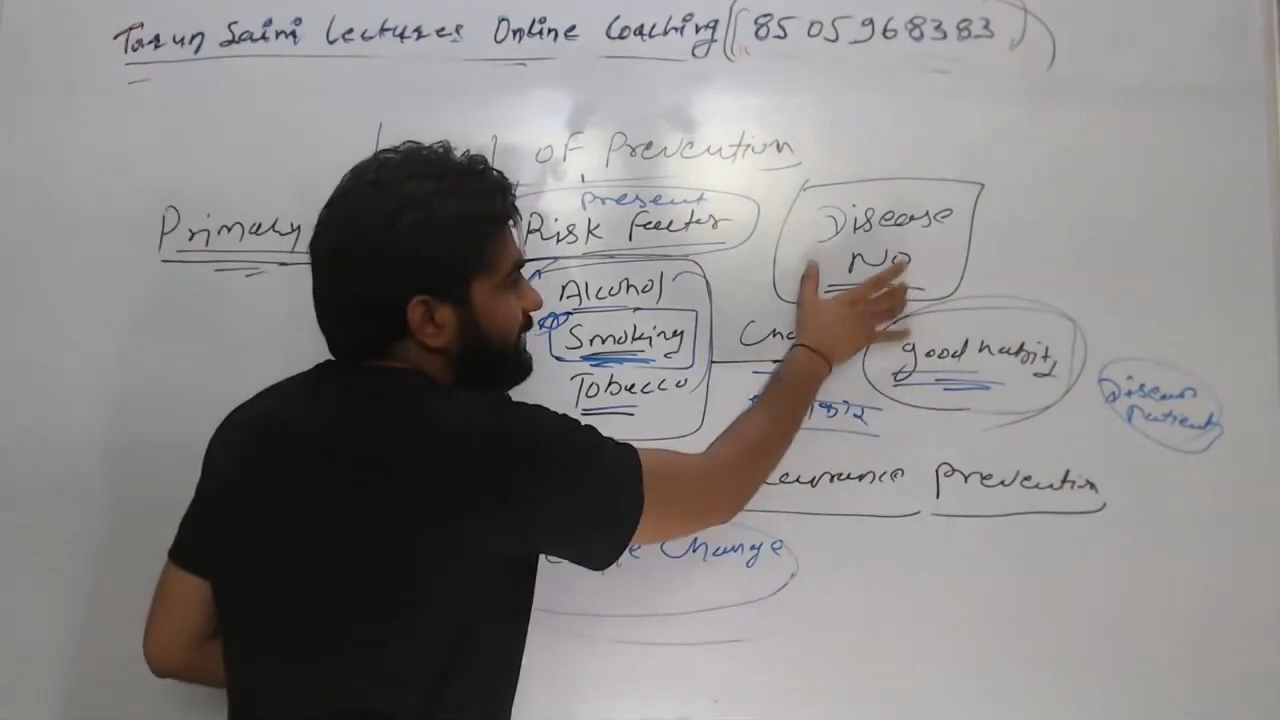 Tarun Saini Lectures Online Coaching (8505968383)
of Prevention
present
Primary Risk Factor Disease
No
Alcohol
Smoking
Tobacco
good habits
Disease
Patient
Prevention
Change